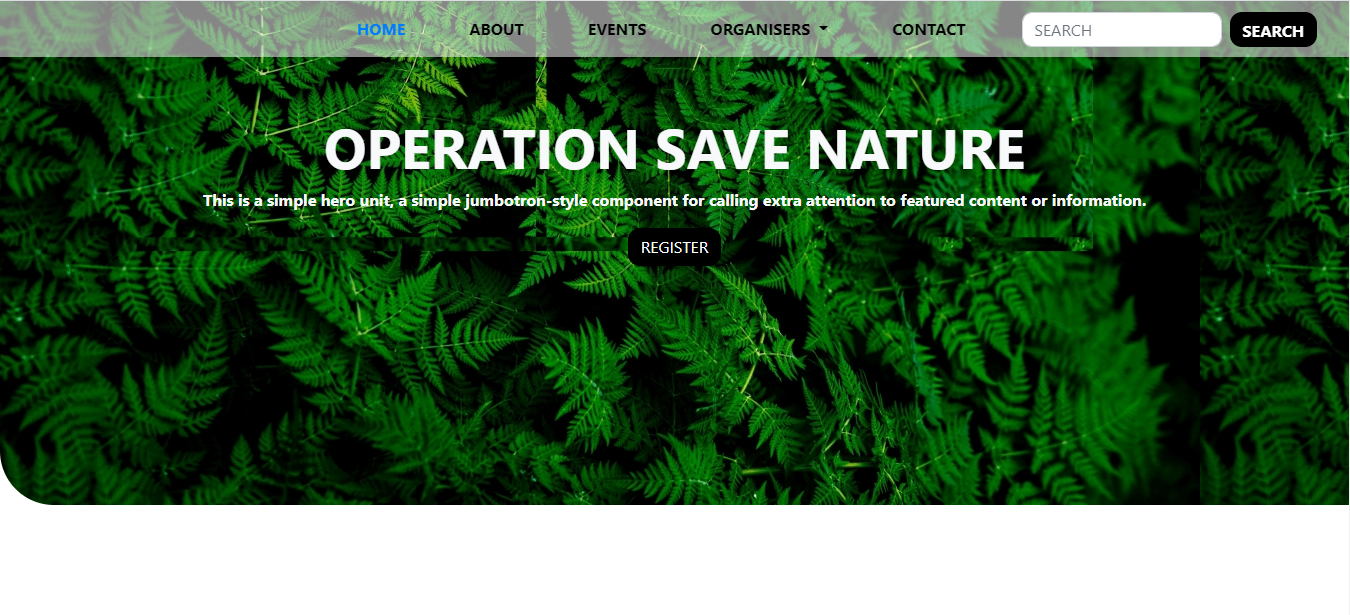 HOME ABOUT EVENTS ORGANISERS CONTACT SEARCH SEARCH
OPERATION SAVE NATURE
This is a simple hero unit, a simple jumbotron-style component for calling extra attention to featured content or information.
REGISTER